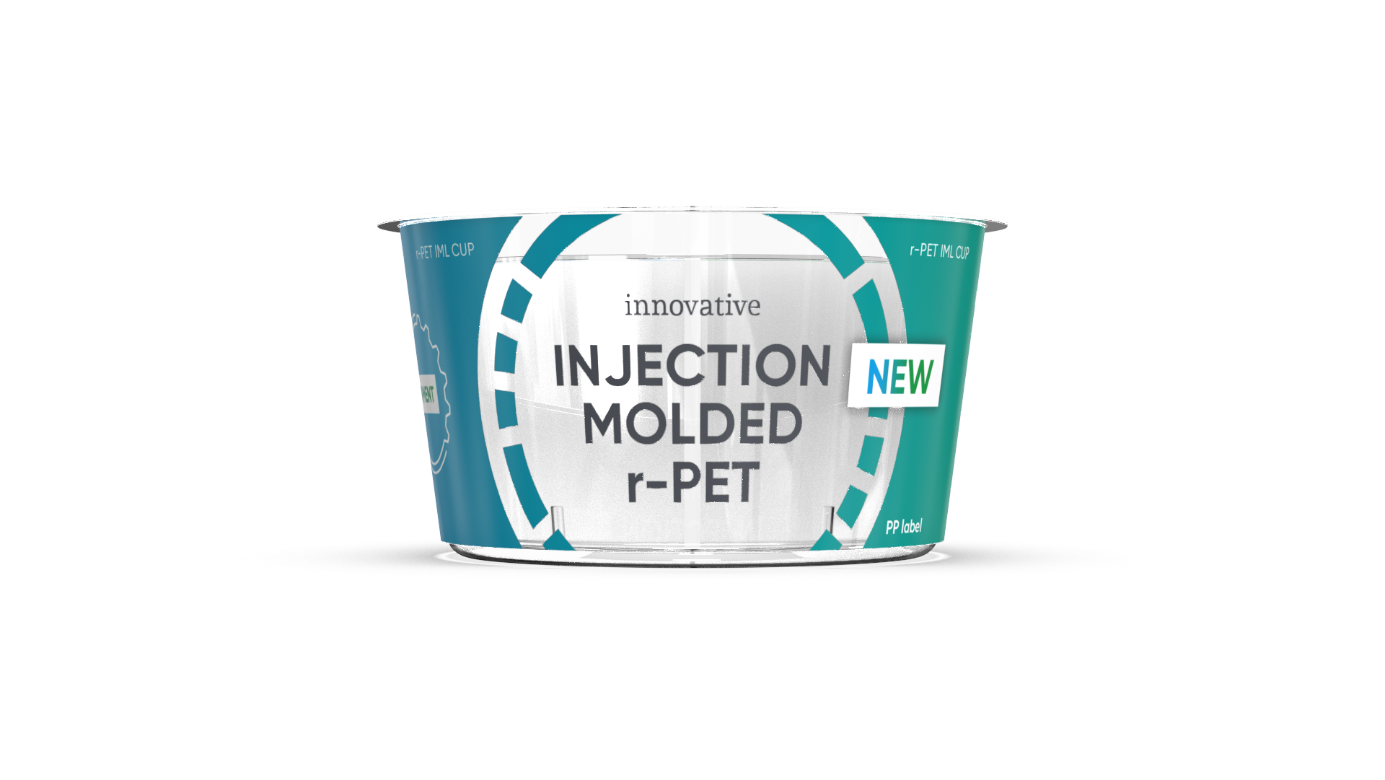 r-PET IML CUP
r-PET IML CUP
innovative
INJECTION
MOLDED
r-PET
NEW
PP label